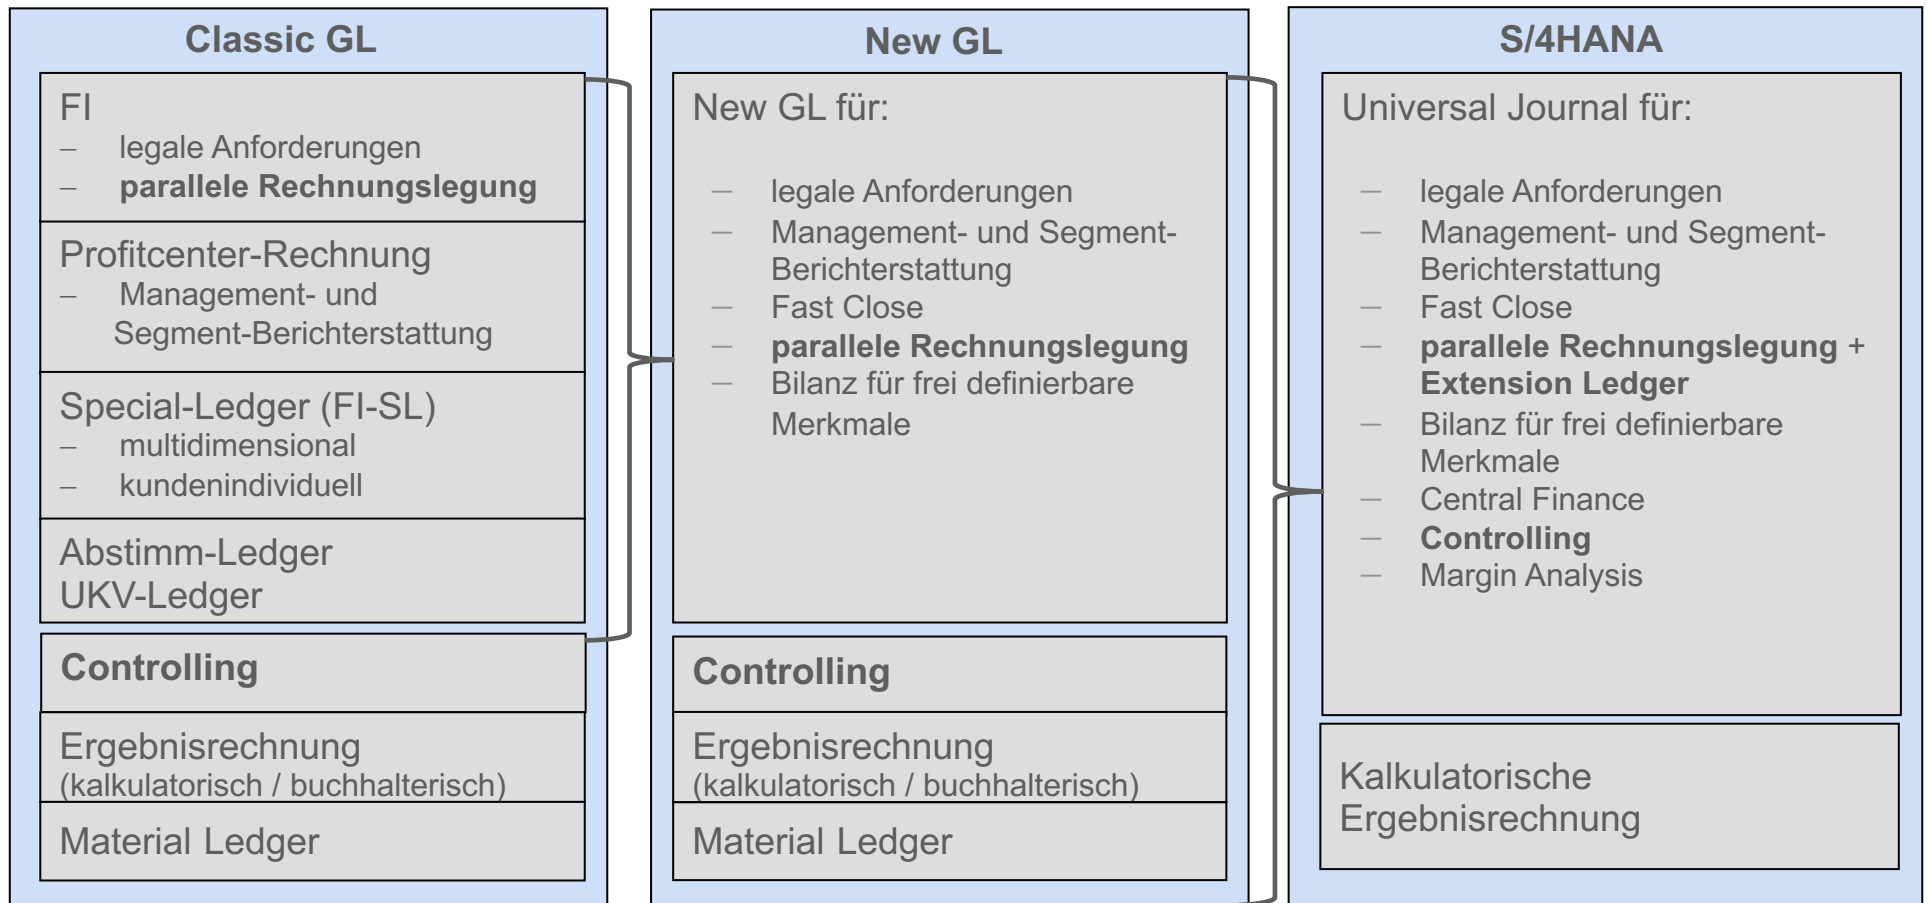 Classic GL
FI
– legale Anforderungen
– parallele Rechnungslegung
Profitcenter-Rechnung
– Management- und
Segment-Berichterstattung
Special-Ledger (FI-SL)
– multidimensional
– kundenindividuell
Abstimm-Ledger
UKV-Ledger
Controlling
Ergebnisrechnung
(kalkulatorisch / buchhalterisch)
Material Ledger
New GL
New GL für:
– legale Anforderungen
– Management- und Segment-
Berichterstattung
– Fast Close
– parallele Rechnungslegung
– Bilanz für frei definierbare
Merkmale
Controlling
Ergebnisrechnung
(kalkulatorisch / buchhalterisch)
Material Ledger
S/4HANA
Universal Journal für:
– legale Anforderungen
– Management- und Segment-
Berichterstattung
– Fast Close
– parallele Rechnungslegung +
Extension Ledger
– Bilanz für frei definierbare
Merkmale
– Central Finance
– Controlling
– Margin Analysis
Kalkulatorische
Ergebnisrechnung